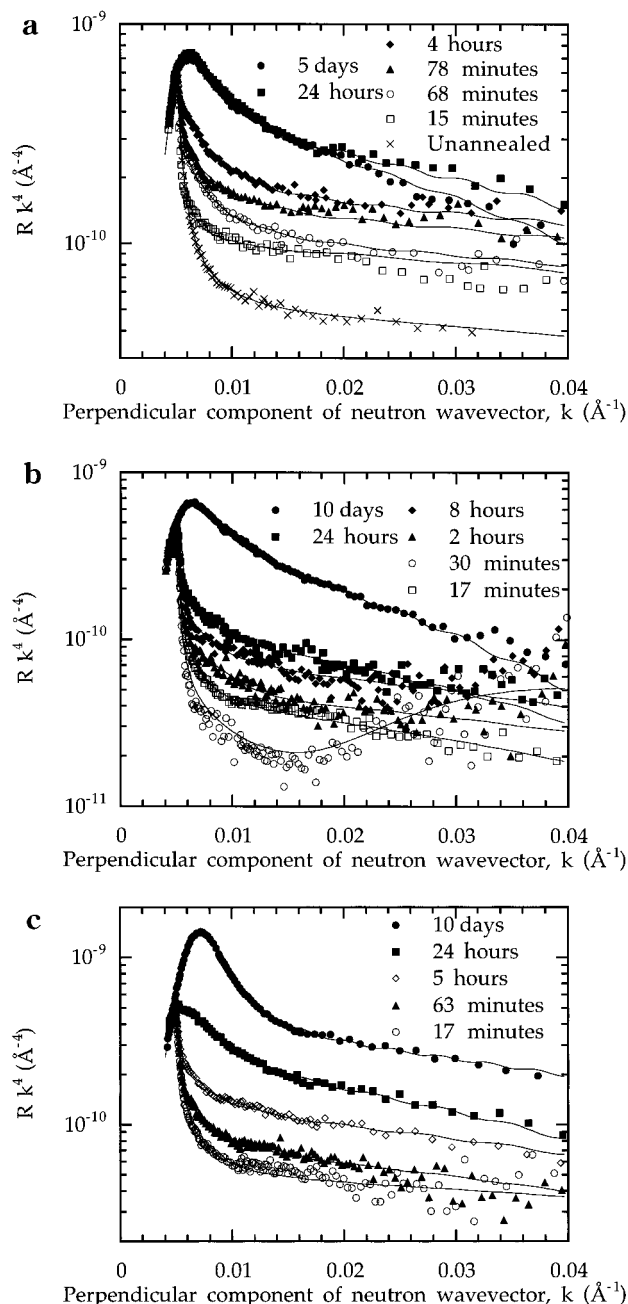 a
10⁻⁹
5 days
24 hours
4 hours
78 minutes
68 minutes
15 minutes
Unannealed
R k⁴ (Å⁻⁴)
10⁻¹⁰
0 0.01 0.02 0.03 0.04
Perpendicular component of neutron wavevector, k (Å⁻¹)
b
10⁻⁹
10 days
24 hours
8 hours
2 hours
30 minutes
17 minutes
R k⁴ (Å⁻⁴)
10⁻¹⁰
10⁻¹¹
0 0.01 0.02 0.03 0.04
Perpendicular component of neutron wavevector, k (Å⁻¹)
c
10 days
24 hours
5 hours
63 minutes
17 minutes
10⁻⁹
R k⁴ (Å⁻⁴)
10⁻¹⁰
0 0.01 0.02 0.03 0.04
Perpendicular component of neutron wavevector, k (Å⁻¹)